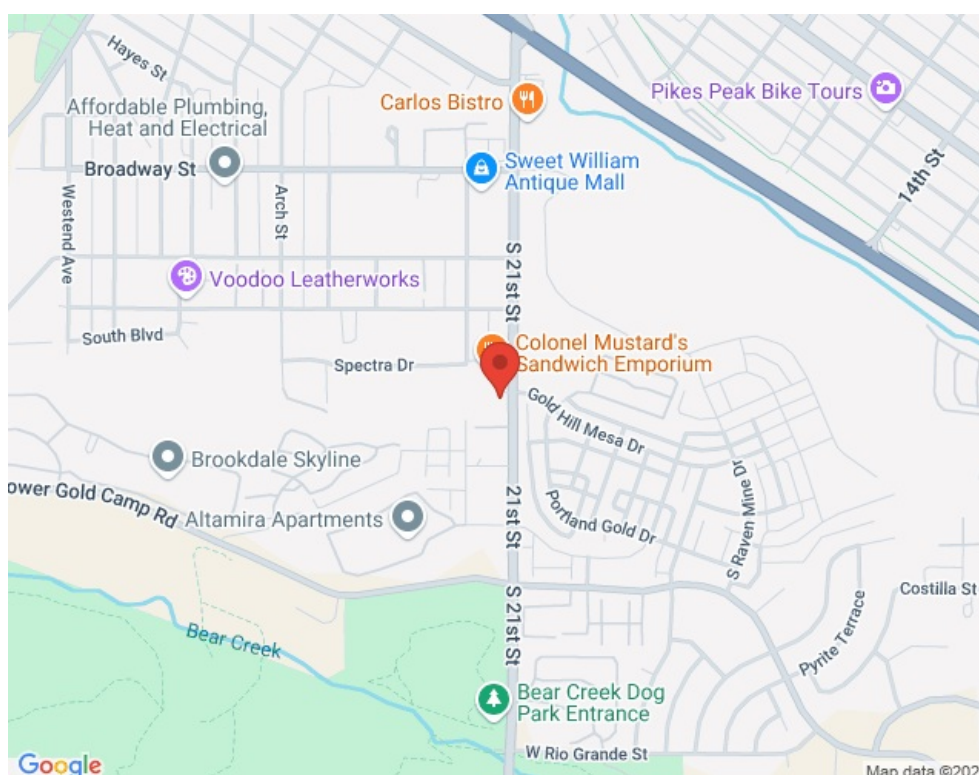 Hayes St
Carlos Bistro
Pikes Peak Bike Tours
Affordable Plumbing,
Heat and Electrical
Broadway St
Sweet William
Antique Mall
14th St
Westend Ave
Arch St
S 21st St
Voodoo Leatherworks
South Blvd
Spectra Dr
Colonel Mustard's
Sandwich Emporium
Gold Hill Mesa Dr
Brookdale Skyline
ower Gold Camp Rd
Altamira Apartments
21st St
Portland Gold Dr
S Raven Mine Dr
Costilla St
S 21st St
Pyrite Terrace
Bear Creek
Bear Creek Dog
Park Entrance
W Rio Grande St
Google
Map data ©202